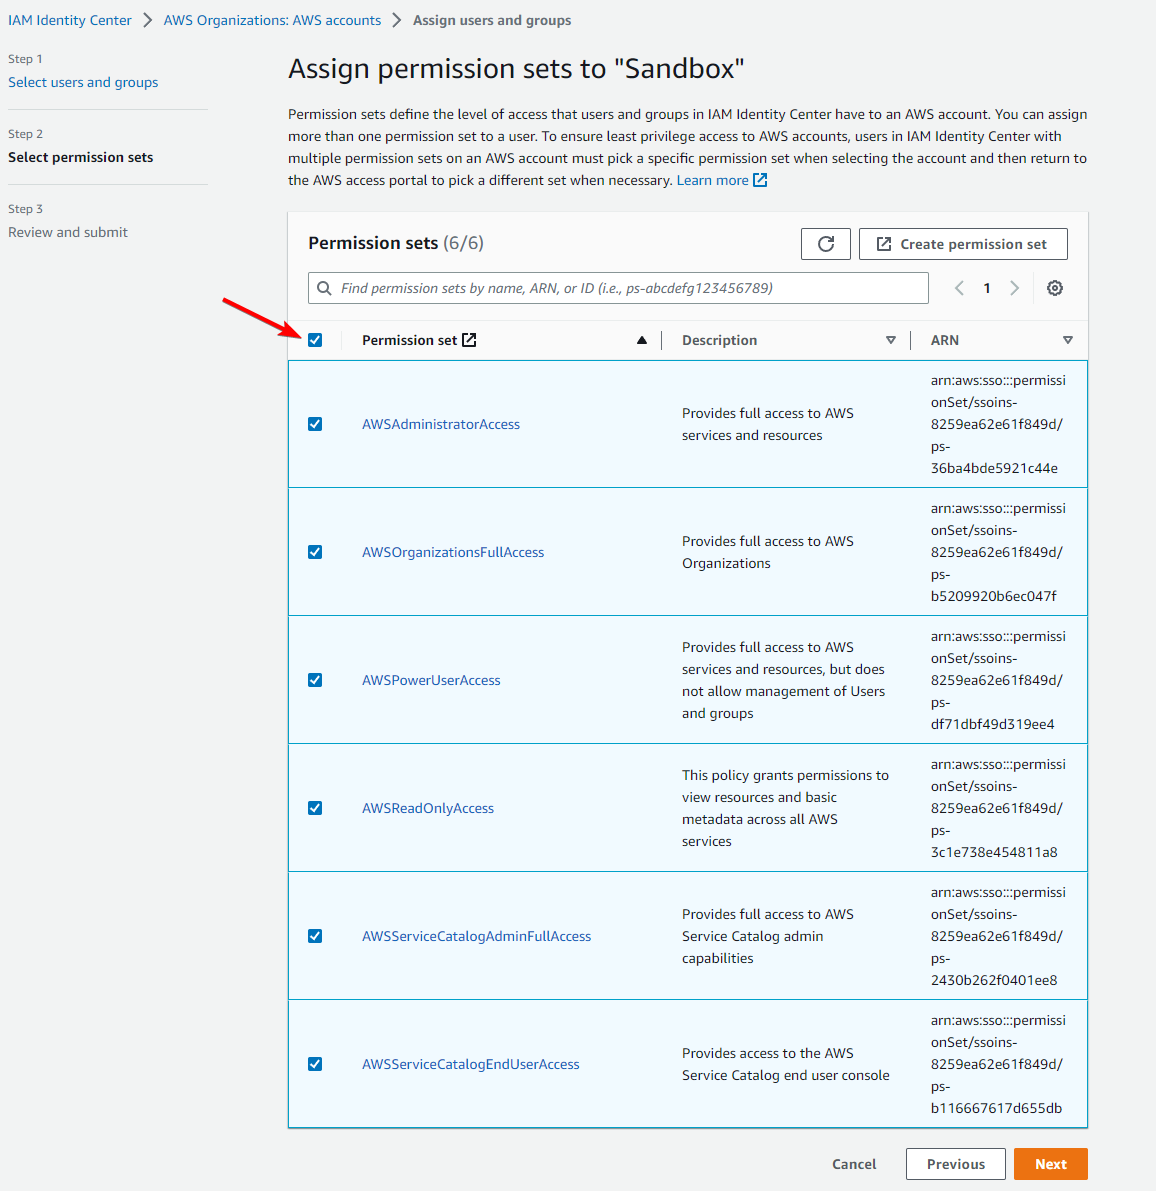 IAM Identity Center > AWS Organizations: AWS accounts > Assign users and groups
Step 1
Select users and groups
Step 2
Select permission sets
Step 3
Review and submit
Assign permission sets to "Sandbox"
Permission sets define the level of access that users and groups in IAM Identity Center have to an AWS account. You can assign
more than one permission set to a user. To ensure least privilege access to AWS accounts, users in IAM Identity Center with
multiple permission sets on an AWS account must pick a specific permission set when selecting the account and then return to
the AWS access portal to pick a different set when necessary. Learn more
Permission sets (6/6)
Create permission set
Find permission sets by name, ARN, or ID (i.e., ps-abcdefg123456789)
1
Permission set
Description
ARN
AWSAdministratorAccess
Provides full access to AWS
services and resources
arn:aws:sso:::permissi
onSet/ssoins-
8259ea62e61f849d/
ps-
36ba4bde5921c44e
AWSOrganizationsFullAccess
Provides full access to AWS
Organizations
arn:aws:sso:::permissi
onSet/ssoins-
8259ea62e61f849d/
ps-
b5209920b6ec047f
AWSPowerUserAccess
Provides full access to AWS
services and resources, but does
not allow management of Users
and groups
arn:aws:sso:::permissi
onSet/ssoins-
8259ea62e61f849d/
ps-
df71dbf49d319ee4
AWSReadOnlyAccess
This policy grants permissions to
view resources and basic
metadata across all AWS
services
arn:aws:sso:::permissi
onSet/ssoins-
8259ea62e61f849d/
ps-
3c1e738e454811a8
AWSServiceCatalogAdminFullAccess
Provides full access to AWS
Service Catalog admin
capabilities
arn:aws:sso:::permissi
onSet/ssoins-
8259ea62e61f849d/
ps-
2430b262f0401ee8
AWSServiceCatalogEndUserAccess
Provides access to the AWS
Service Catalog end user console
arn:aws:sso:::permissi
onSet/ssoins-
8259ea62e61f849d/
ps-
b116667617d655db
Cancel
Previous
Next